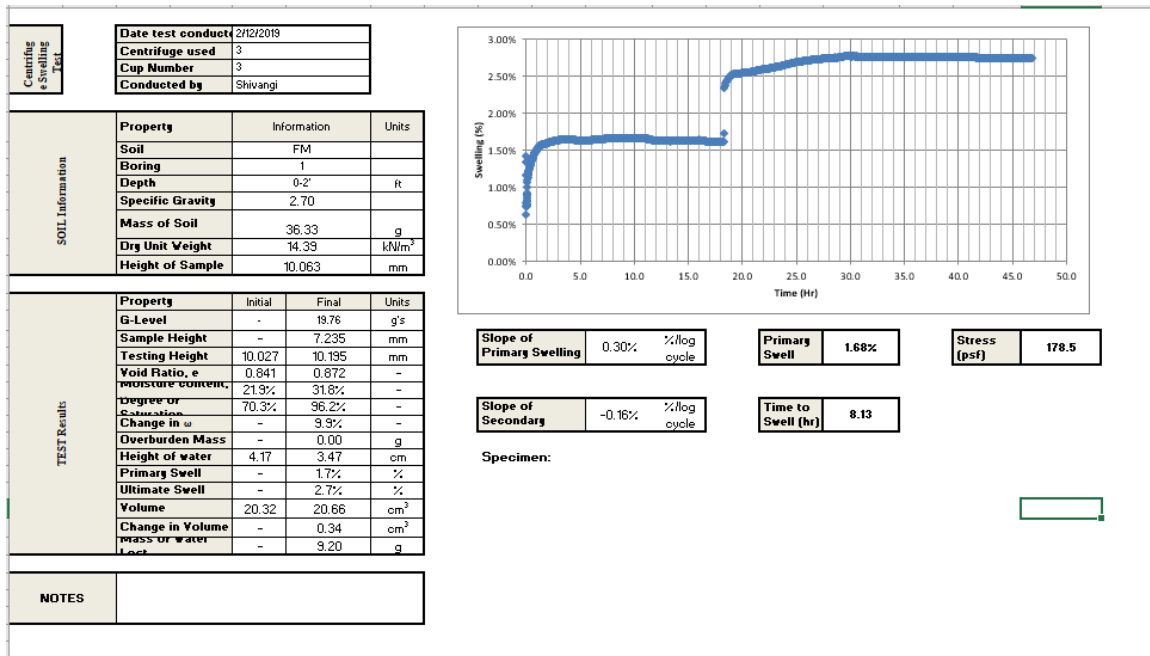 Centrifug
e Swelling
Test
Date test conducte 2/12/2019
Centrifuge used 3
Cup Number 3
Conducted by Shivangi
SOIL Information
Property Information Units
Soil FM
Boring 1
Depth 0-2' ft
Specific Gravity 2.70
Mass of Soil 36.33 g
Dry Unit Weight 14.39 kN/m³
Height of Sample 10.063 mm
TEST Results
Property Initial Final Units
G-Level - 19.76 g's
Sample Height - 7.235 mm
Testing Height 10.027 10.195 mm
Void Ratio, e 0.841 0.872 -
Moisture content, 21.9% 31.8% -
Degree of
Saturation 70.3% 96.2% -
Change in ω - 9.9% -
Overburden Mass - 0.00 g
Height of water 4.17 3.47 cm
Primary Swell - 1.7% %
Ultimate Swell - 2.7% %
Volume 20.32 20.66 cm³
Change in Volume - 0.34 cm³
Mass of water
Lost - 9.20 g
NOTES
3.00%
2.50%
2.00%
1.50%
1.00%
0.50%
0.00%
Swelling (%)
0.0 5.0 10.0 15.0 20.0 25.0 30.0 35.0 40.0 45.0 50.0
Time (Hr)
Slope of
Primary Swelling 0.30% %/log
cycle
Primary
Swell 1.68%
Stress
(psf) 178.5
Slope of
Secondary -0.16% %/log
cycle
Time to
Swell (hr) 8.13
Specimen: